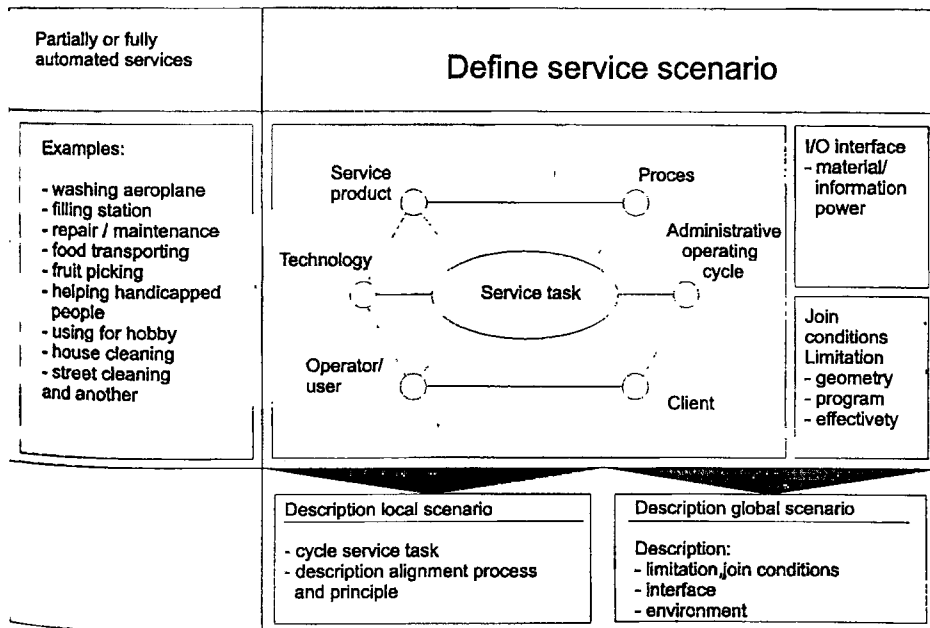 Partially or fully
automated services
Define service scenario
Examples:
- washing aeroplane
- filling station
- repair / maintenance
- food transporting
- fruit picking
- helping handicapped
people
- using for hobby
- house cleaning
- street cleaning
and another
Service
product
Proces
Technology
Administrative
operating
cycle
Service task
Operator/
user
Client
I/O interface
- material/
information
power
Join
conditions
Limitation
- geometry
- program
- effectivety
Description local scenario
- cycle service task
- description alignment process
and principle
Description global scenario
Description:
- limitation,join conditions
- interface
- environment